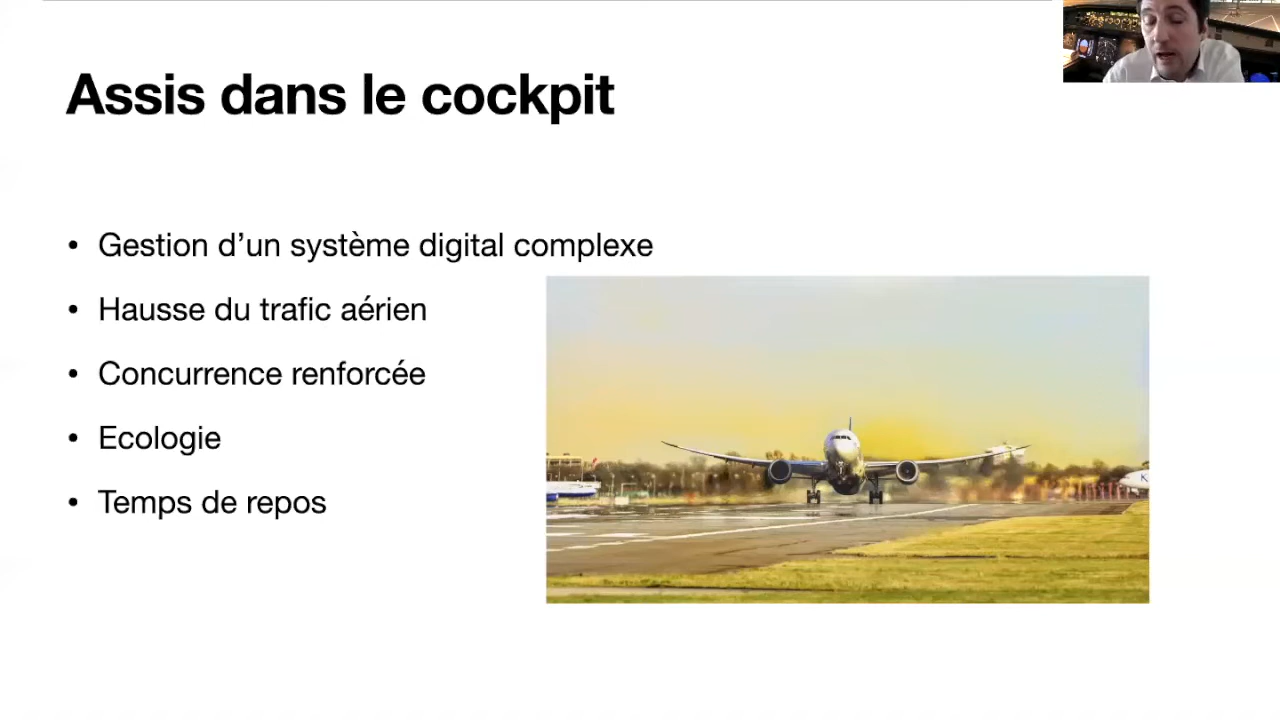 Assis dans le cockpit
• Gestion d’un système digital complexe
• Hausse du trafic aérien
• Concurrence renforcée
• Ecologie
• Temps de repos